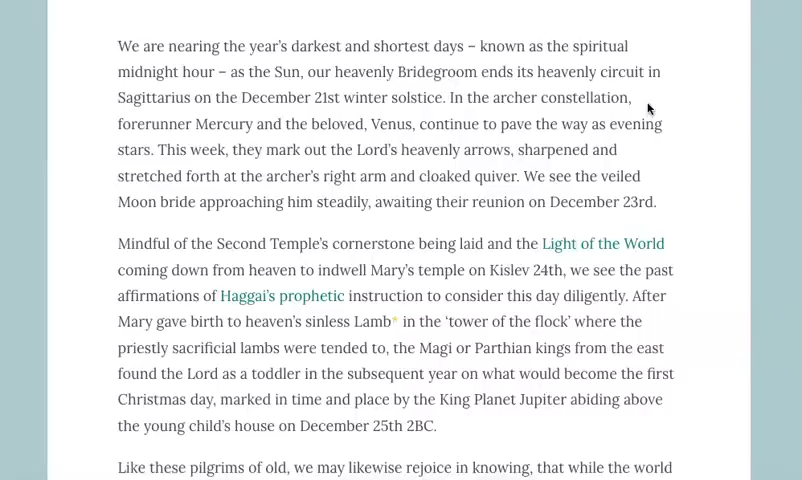 We are nearing the year’s darkest and shortest days – known as the spiritual
midnight hour – as the Sun, our heavenly Bridegroom ends its heavenly circuit in
Sagittarius on the December 21st winter solstice. In the archer constellation,
forerunner Mercury and the beloved, Venus, continue to pave the way as evening
stars. This week, they mark out the Lord’s heavenly arrows, sharpened and
stretched forth at the archer’s right arm and cloaked quiver. We see the veiled
Moon bride approaching him steadily, awaiting their reunion on December 23rd.
Mindful of the Second Temple’s cornerstone being laid and the Light of the World
coming down from heaven to indwell Mary’s temple on Kislev 24th, we see the past
affirmations of Haggai’s prophetic instruction to consider this day diligently. After
Mary gave birth to heaven’s sinless Lamb* in the ‘tower of the flock’ where the
priestly sacrificial lambs were tended to, the Magi or Parthian kings from the east
found the Lord as a toddler in the subsequent year on what would become the first
Christmas day, marked in time and place by the King Planet Jupiter abiding above
the young child’s house on December 25th 2BC.
Like these pilgrims of old, we may likewise rejoice in knowing, that while the world